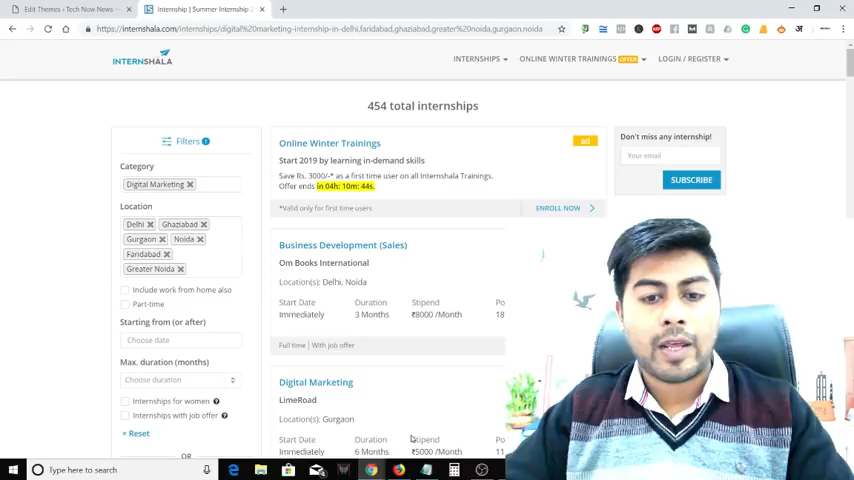 Edit Themes ‹ Tech Now News —
Internship | Summer Internship 2
https://internshala.com/internships/digital%20marketing-internship-in-delhi,faridabad,ghaziabad,greater%20noida,gurgaon,noida
INTERNSHALA
INTERNSHIPS
ONLINE WINTER TRAININGS OFFER
LOGIN / REGISTER
454 total internships
Filters
Category
Digital Marketing
Location
Delhi
Ghaziabad
Gurgaon
Noida
Faridabad
Greater Noida
Include work from home also
Part-time
Starting from (or after)
Choose date
Max. duration (months)
Choose duration
Internships for women
Internships with job offer
× Reset
OR
Online Winter Trainings
ad
Start 2019 by learning in-demand skills
Save Rs. 3000/-* as a first time user on all Internshala Trainings.
Offer ends in 04h: 10m: 44s.
*Valid only for first time users
ENROLL NOW
Business Development (Sales)
Om Books International
Location(s): Delhi, Noida
Start Date Duration Stipend Po
Immediately 3 Months ₹8000 /Month 18
Full time | With job offer
Digital Marketing
LimeRoad
Location(s): Gurgaon
Start Date Duration Stipend Po
Immediately 6 Months ₹5000 /Month 11
Don't miss any internship!
Your email
SUBSCRIBE
Type here to search